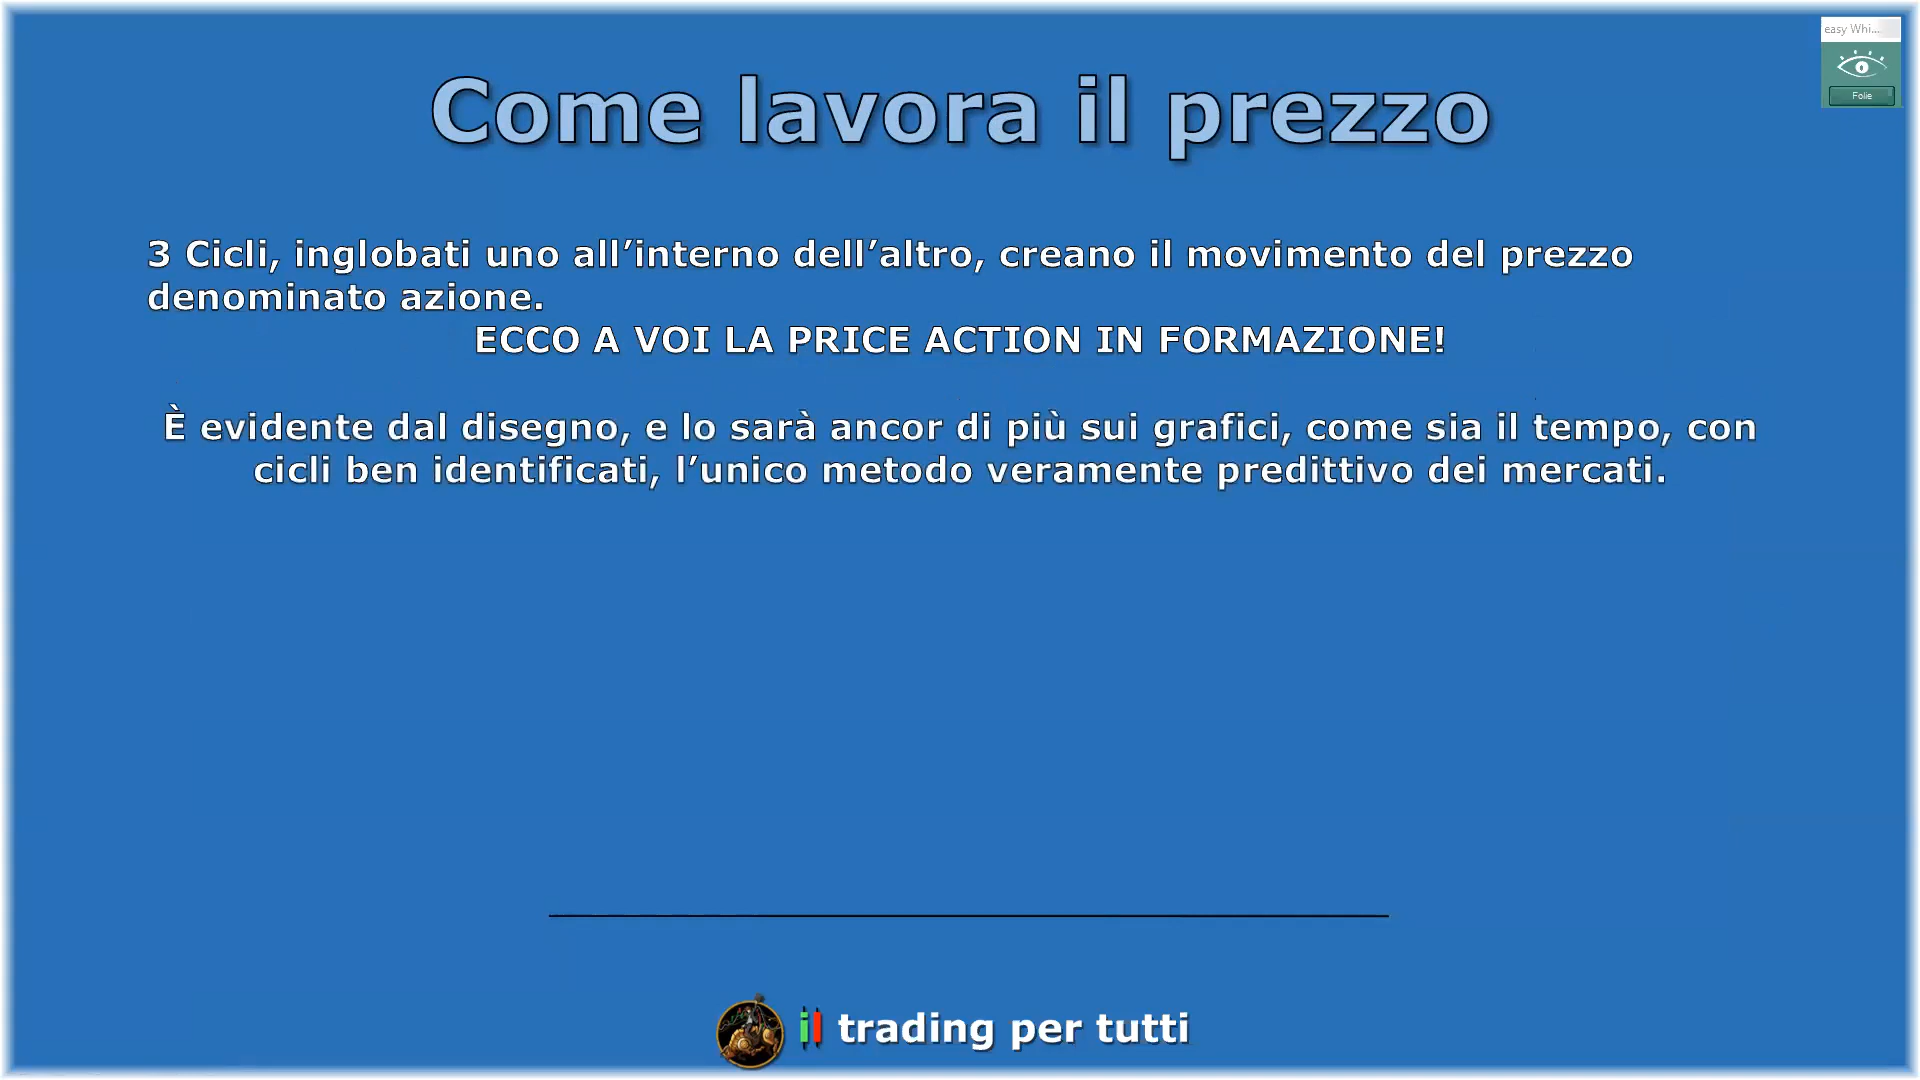 easy Whi...
Folie
Come lavora il prezzo
3 Cicli, inglobati uno all’interno dell’altro, creano il movimento del prezzo
denominato azione.
ECCO A VOI LA PRICE ACTION IN FORMAZIONE!
È evidente dal disegno, e lo sarà ancor di più sui grafici, come sia il tempo, con
cicli ben identificati, l’unico metodo veramente predittivo dei mercati.
il trading per tutti